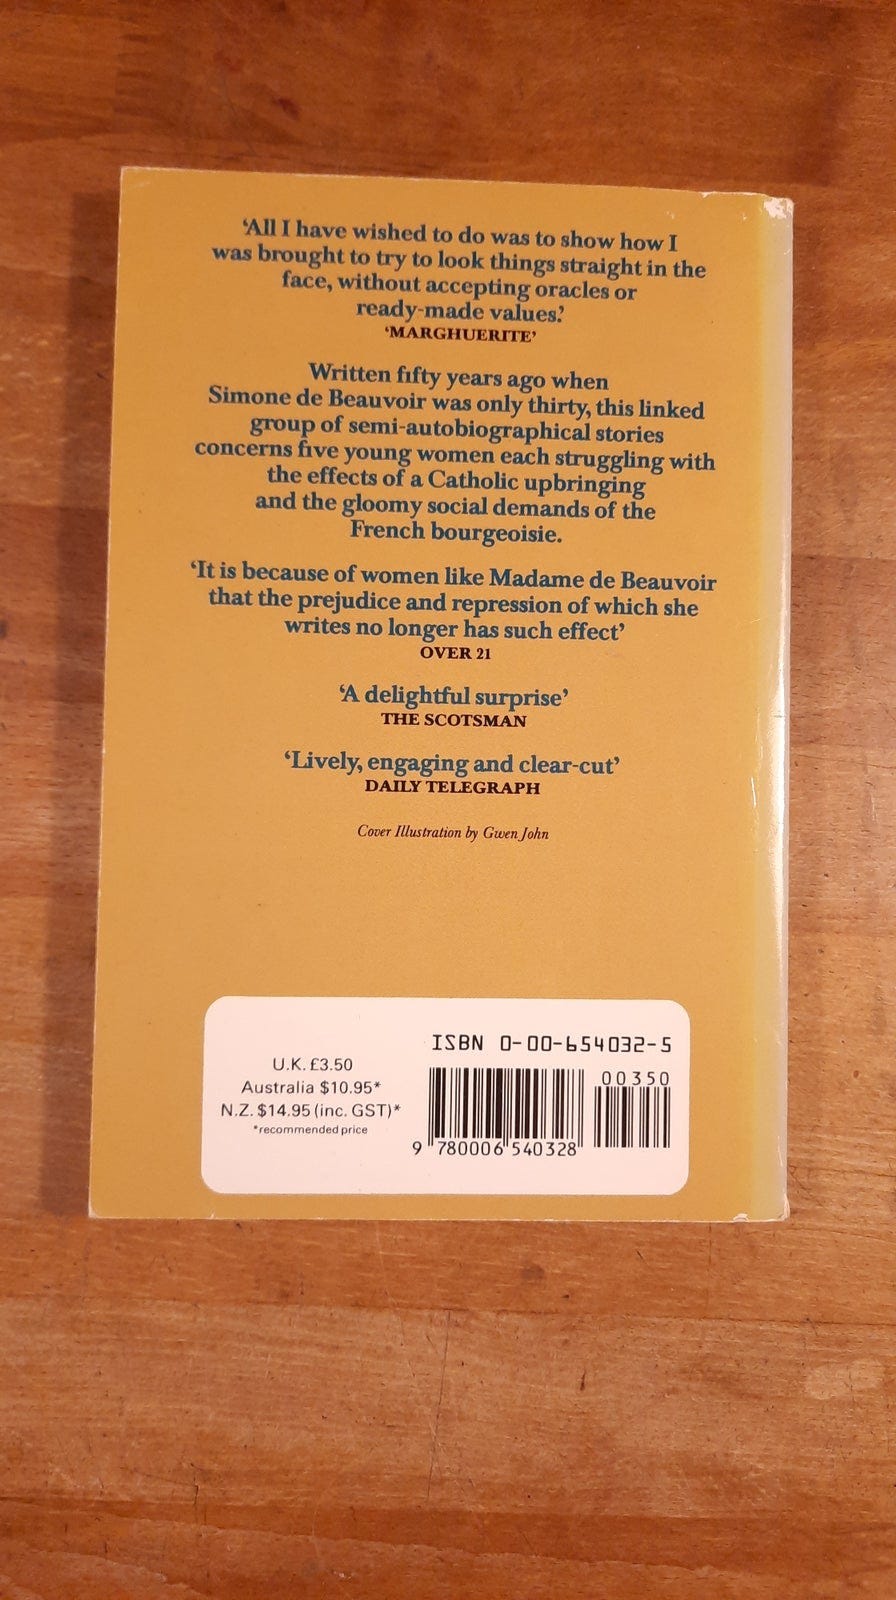 ‘All I have wished to do was to show how I
was brought to try to look things straight in the
face, without accepting oracles or
ready-made values.’
‘MARGHUERITE’
Written fifty years ago when
Simone de Beauvoir was only thirty, this linked
group of semi-autobiographical stories
concerns five young women each struggling with
the effects of a Catholic upbringing
and the gloomy social demands of the
French bourgeoisie.
‘It is because of women like Madame de Beauvoir
that the prejudice and repression of which she
writes no longer has such effect’
OVER 21
‘A delightful surprise’
THE SCOTSMAN
‘Lively, engaging and clear-cut’
DAILY TELEGRAPH
Cover Illustration by Gwen John
ISBN 0-00-654032-5
U.K. £3.50
Australia $10.95*
N.Z. $14.95 (inc. GST)*
*recommended price
00350
9 780006 540328